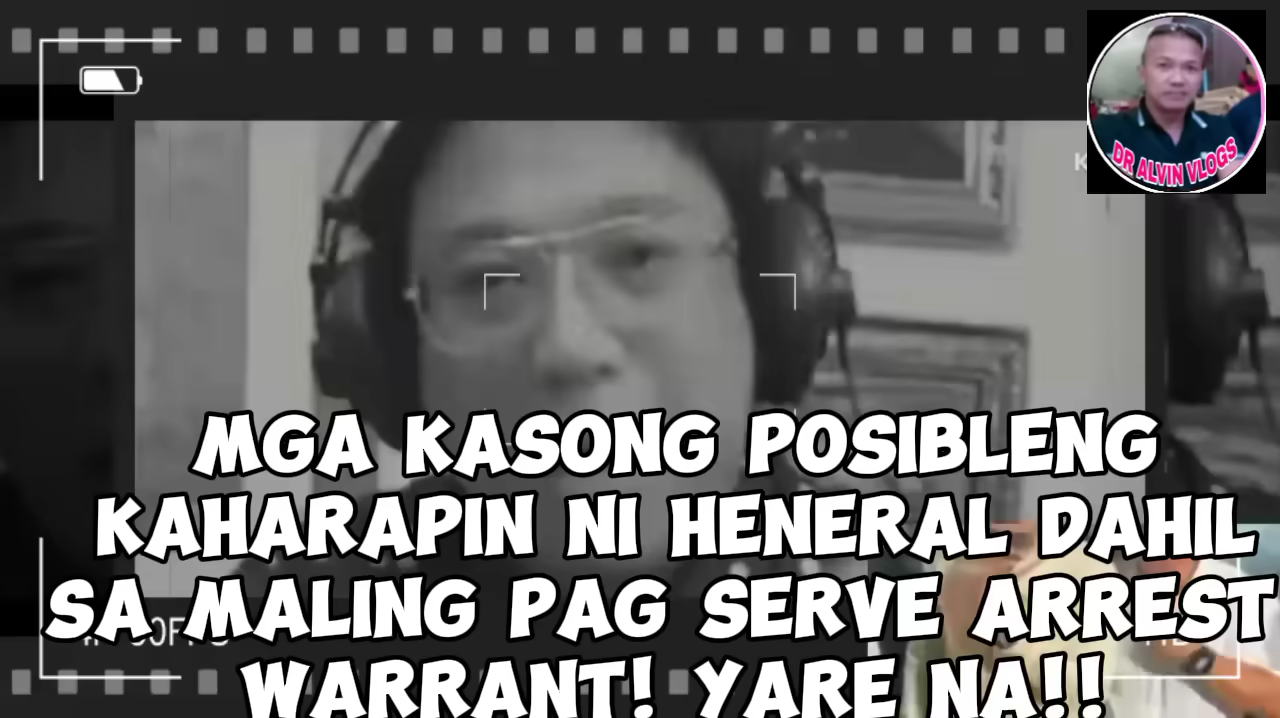 DR ALVIN VLOGS
MGA KASONG POSIBLENG
KAHARAPIN NI HENERAL DAHIL
SA MALING PAG SERVE ARREST
WARRANT! YARE NA!!